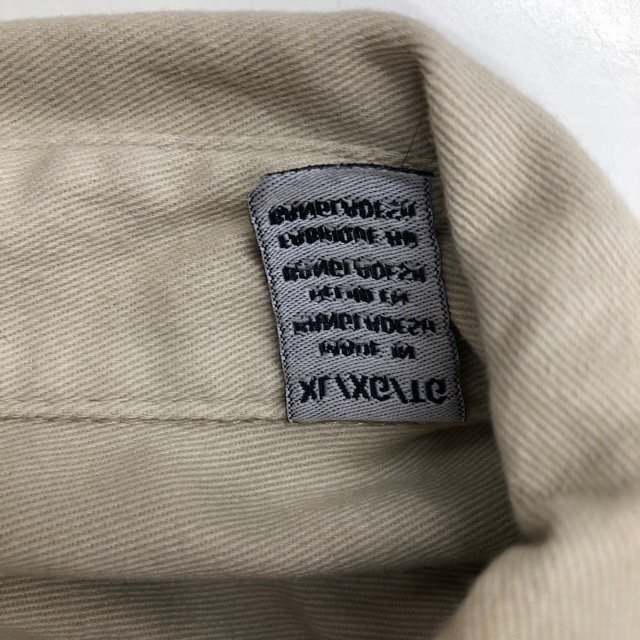 XL/XG/TG
MADE IN
BANGLADESH
HECHO EN
BANGLADESH
FABRIQUE AU
BANGLADESH